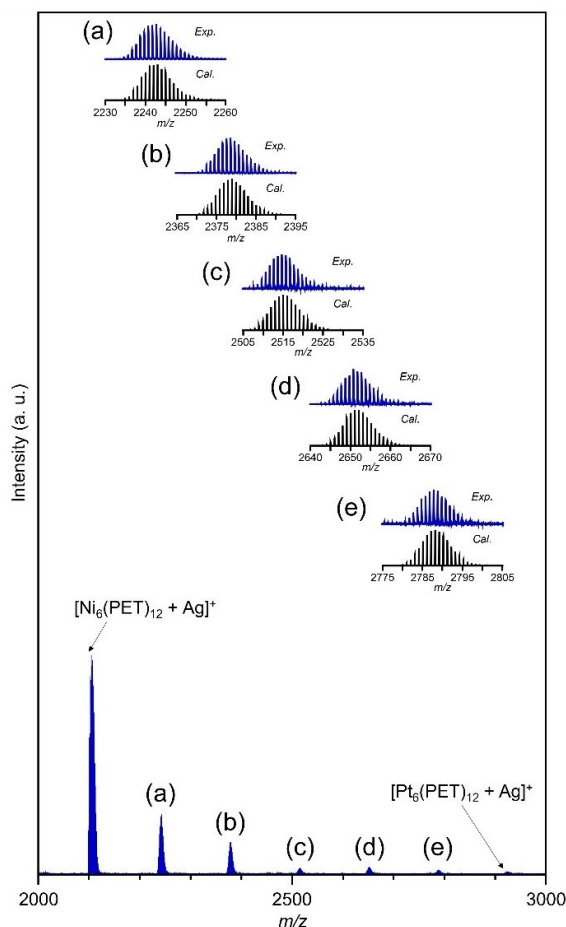 (a)
Exp.
Cal.
2230 2240 2250 2260
m/z
(b)
Exp.
Cal.
2365 2375 2385 2395
m/z
(c)
Exp.
Cal.
2505 2515 2525 2535
m/z
(d)
Exp.
Cal.
2640 2650 2660 2670
m/z
(e)
Exp.
Cal.
2775 2785 2795 2805
m/z
Intensity (a. u.)
[Ni₆(PET)₁₂ + Ag]⁺
[Pt₆(PET)₁₂ + Ag]⁺
(a)
(b)
(c) (d) (e)
2000 2500 3000
m/z